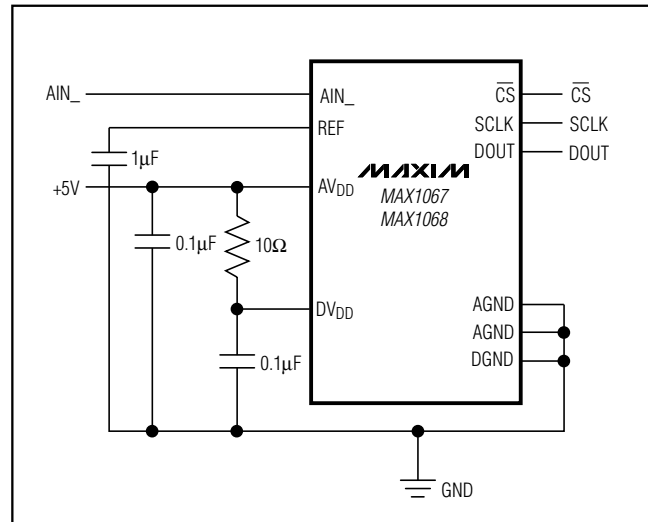 AIN_
AIN_
CS
CS
REF
SCLK
SCLK
1µF
DOUT
DOUT
MAXIM
+5V
AVDD
MAX1067
MAX1068
0.1µF
10Ω
DVDD
AGND
AGND
0.1µF
DGND
GND